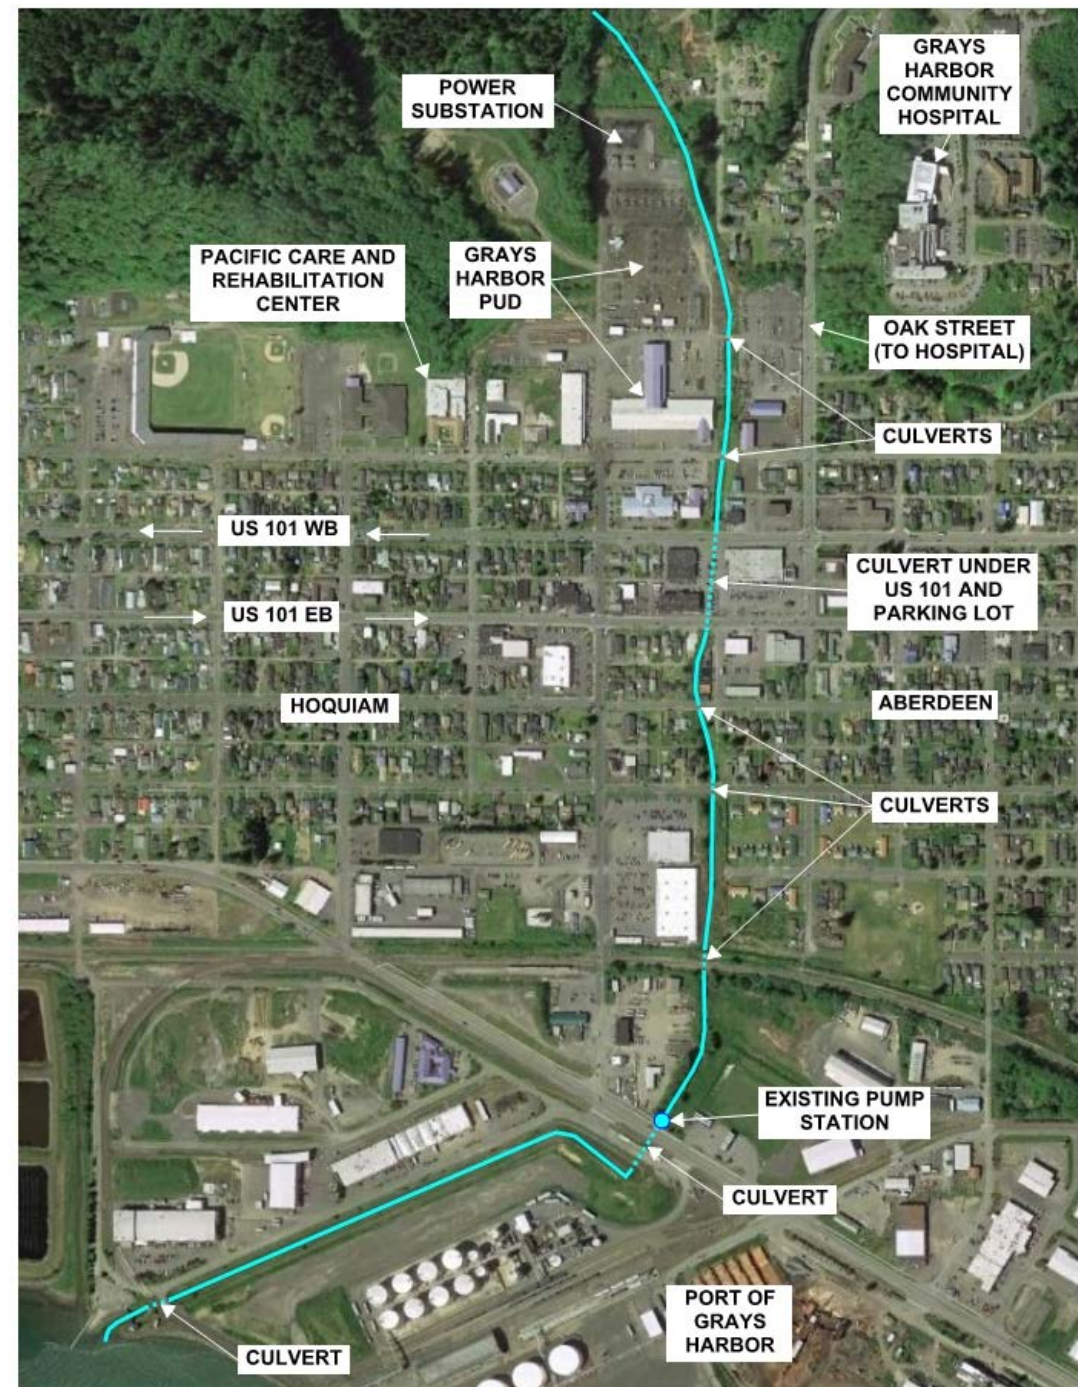 GRAYS
HARBOR
COMMUNITY
HOSPITAL
POWER
SUBSTATION
PACIFIC CARE AND
REHABILITATION
CENTER
GRAYS
HARBOR
PUD
OAK STREET
(TO HOSPITAL)
CULVERTS
US 101 WB
CULVERT UNDER
US 101 AND
PARKING LOT
US 101 EB
HOQUIAM
ABERDEEN
CULVERTS
EXISTING PUMP
STATION
CULVERT
PORT OF
GRAYS
HARBOR
CULVERT